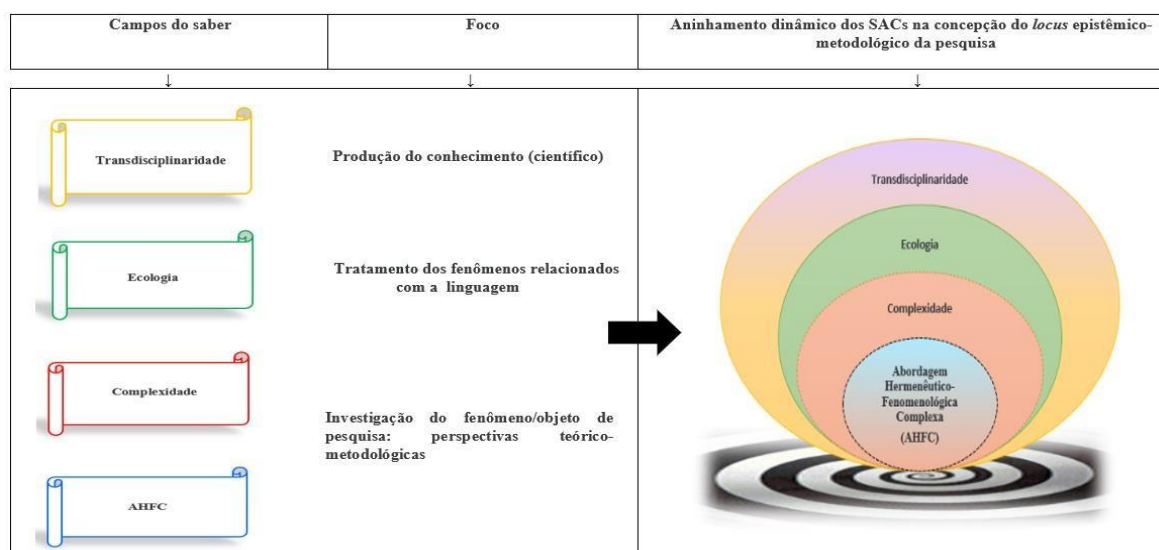 Campos do saber
Foco
Aninhamento dinâmico dos SACs na concepção do locus epistêmico-
metodológico da pesquisa
↓
↓
↓
Transdisciplinaridade
Produção do conhecimento (científico)
Ecologia
Tratamento dos fenômenos relacionados
com a linguagem
Complexidade
Investigação do fenômeno/objeto de
pesquisa: perspectivas teórico-
metodológicas
AHFC
Transdisciplinaridade
Ecologia
Complexidade
Abordagem
Hermenêutico-
Fenomenológica
Complexa
(AHFC)